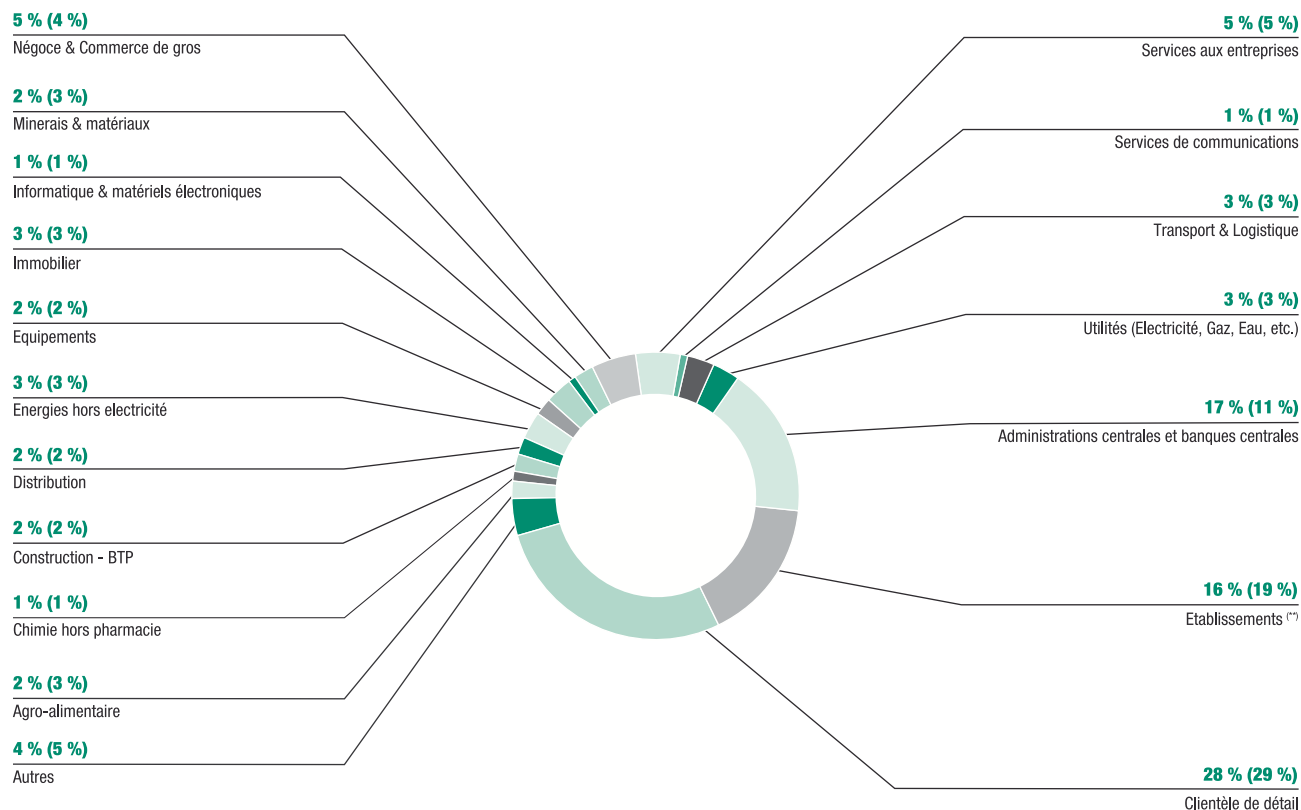 5 % (4 %)
Négoce & Commerce de gros
2 % (3 %)
Minerais & matériaux
1 % (1 %)
Informatique & matériels électroniques
3 % (3 %)
Immobilier
2 % (2 %)
Equipements
3 % (3 %)
Energies hors electricité
2 % (2 %)
Distribution
2 % (2 %)
Construction - BTP
1 % (1 %)
Chimie hors pharmacie
2 % (3 %)
Agro-alimentaire
4 % (5 %)
Autres
5 % (5 %)
Services aux entreprises
1 % (1 %)
Services de communications
3 % (3 %)
Transport & Logistique
3 % (3 %)
Utilités (Electricité, Gaz, Eau, etc.)
17 % (11 %)
Administrations centrales et banques centrales
16 % (19 %)
Etablissements (**)
28 % (29 %)
Clientèle de détail